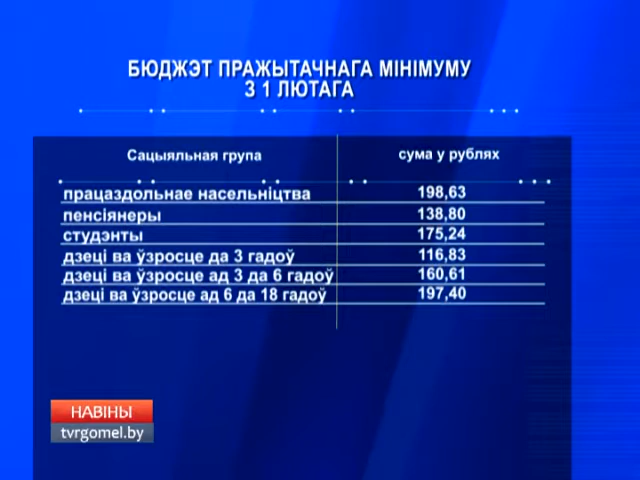 БЮДЖЭТ ПРАЖЫТАЧНАГА МІНІМУМУ
З 1 ЛЮТАГА
Сацыяльная група сума у рублях
працаздольнае насельніцтва 198,63
пенсіянеры 138,80
студэнты 175,24
дзеці ва ўзросце да 3 гадоў 116,83
дзеці ва ўзросце ад 3 да 6 гадоў 160,61
дзеці ва ўзросце ад 6 да 18 гадоў 197,40
НАВІНЫ
tvrgomel.by